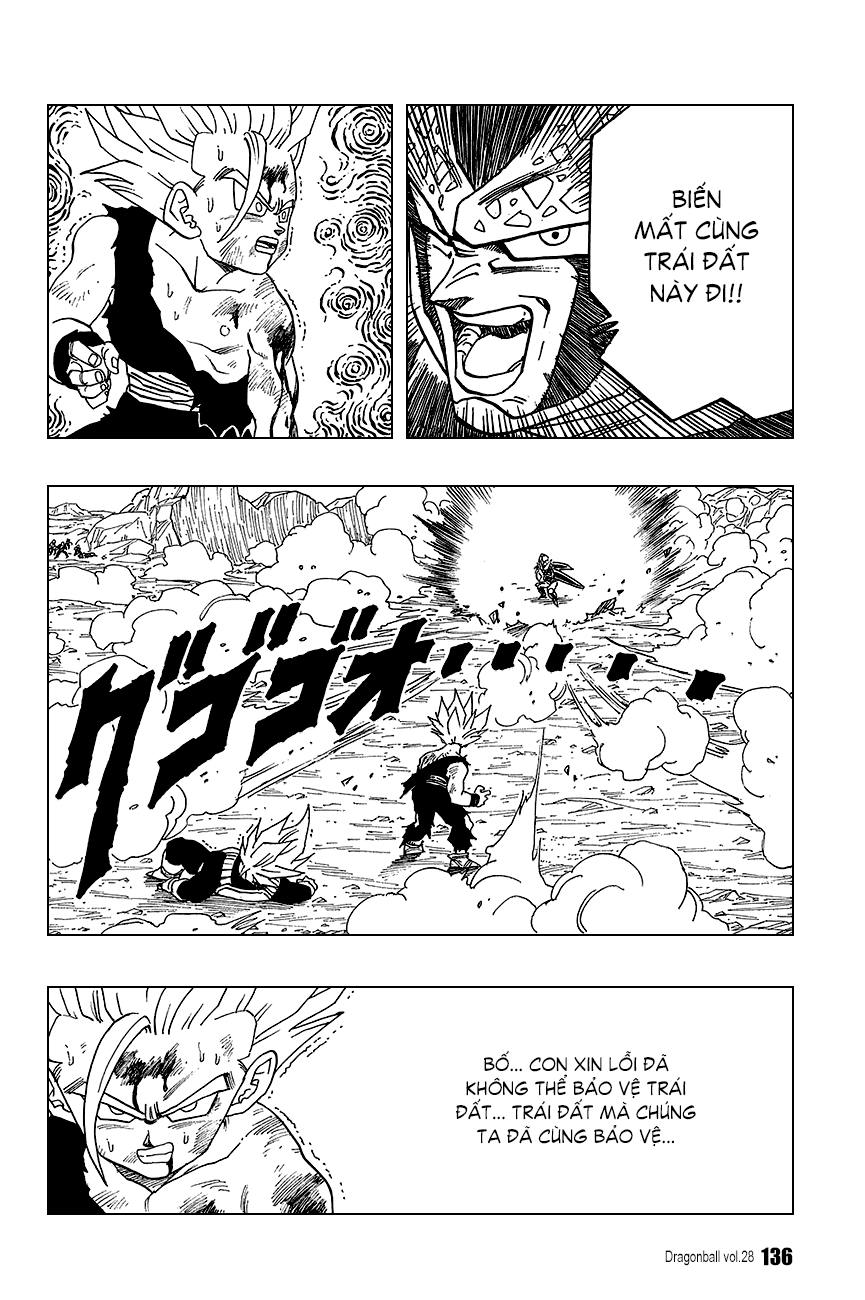 BIẾN
MẤT CÙNG
TRÁI ĐẤT
NÀY ĐI!!
グゴゴゴオ・・・・・
BỐ... CON XIN LỖI ĐÃ
KHÔNG THỂ BẢO VỆ TRÁI
ĐẤT... TRÁI ĐẤT MÀ CHÚNG
TA ĐÃ CÙNG BẢO VỆ...
Dragonball vol.28 136